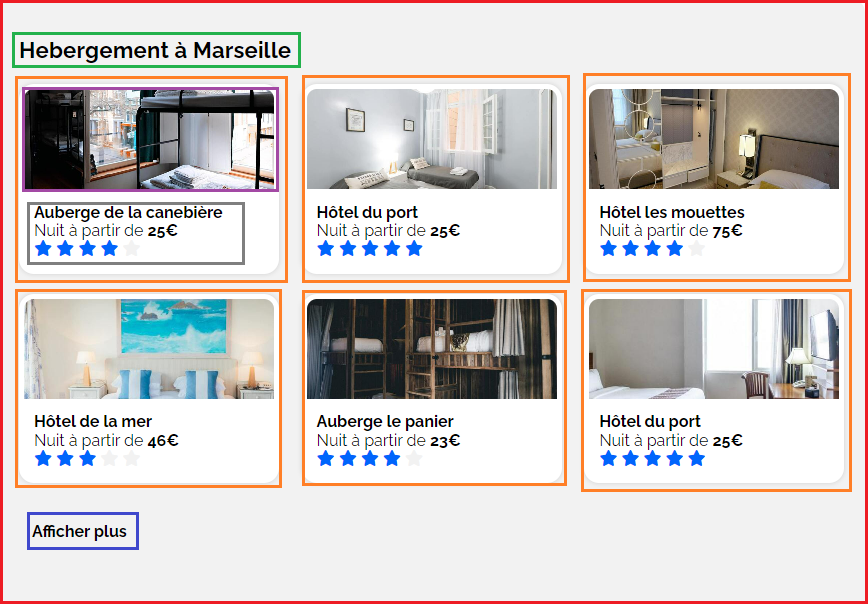 Hebergement à Marseille
Auberge de la canebière
Nuit à partir de 25€
Hôtel du port
Nuit à partir de 25€
Hôtel les mouettes
Nuit à partir de 75€
Hôtel de la mer
Nuit à partir de 46€
Auberge le panier
Nuit à partir de 23€
Hôtel du port
Nuit à partir de 25€
Afficher plus